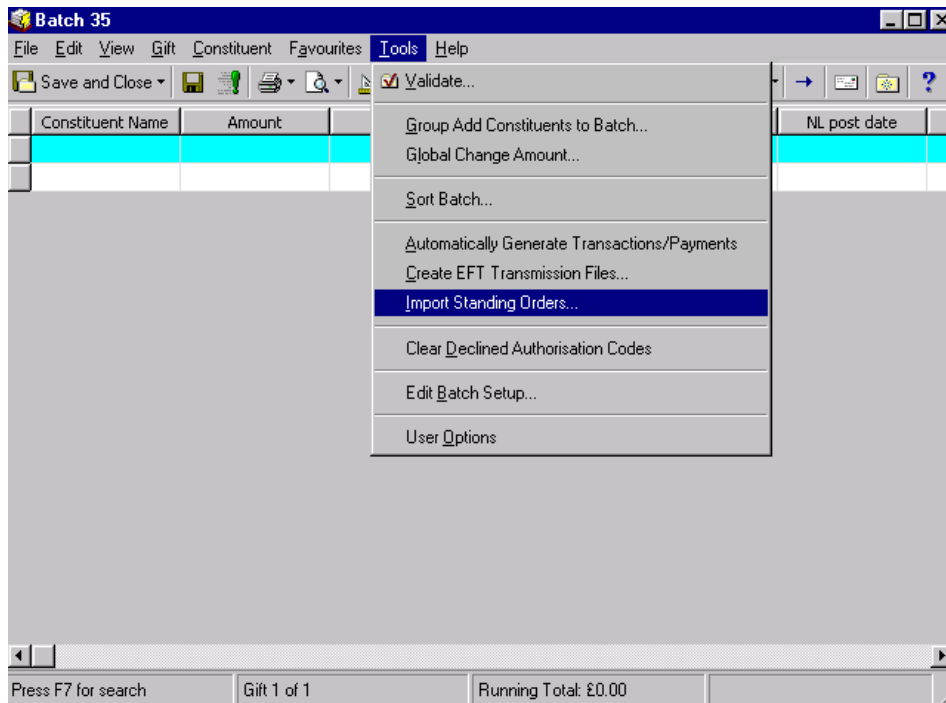 Batch 35
File Edit View Gift Constituent Favourites Tools Help
Save and Close
Validate...
Constituent Name Amount NL post date
Group Add Constituents to Batch...
Global Change Amount...
Sort Batch...
Automatically Generate Transactions/Payments
Create EFT Transmission Files...
Import Standing Orders...
Clear Declined Authorisation Codes
Edit Batch Setup...
User Options
Press F7 for search Gift 1 of 1 Running Total: £0.00